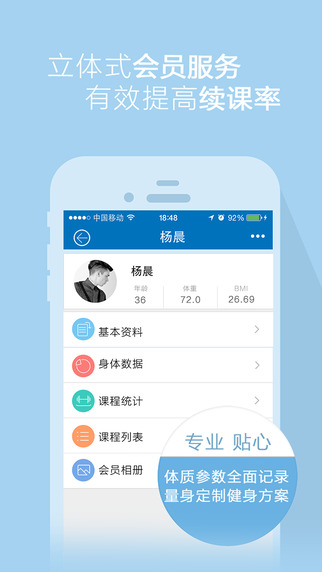 立体式会员服务
有效提高续课率
中国移动 18:48 92%
杨晨
杨晨
年龄 体重 BMI
36 72.0 26.69
基本资料
身体数据
课程统计
课程列表
会员相册
专业 贴心
体质参数全面记录
量身定制健身方案